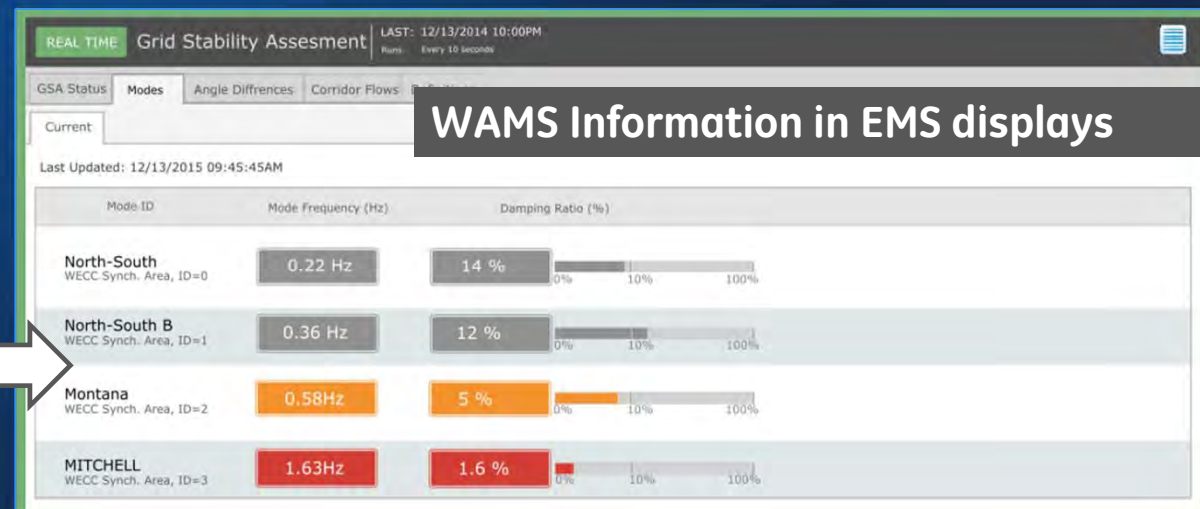 REAL TIME Grid Stability Assesment LAST: 12/13/2014 10:00PM
Runs Every 10 seconds
GSA Status Modes Angle Diffrences Corridor Flows
WAMS Information in EMS displays
Current
Last Updated: 12/13/2015 09:45:45AM
Mode ID Mode Frequency (Hz) Damping Ratio (%)
North-South 0.22 Hz 14 %
WECC Synch. Area, ID=0 0% 10% 100%
North-South B 0.36 Hz 12 %
WECC Synch. Area, ID=1 0% 10% 100%
Montana 0.58Hz 5 %
WECC Synch. Area, ID=2 0% 10% 100%
MITCHELL 1.63Hz 1.6 %
WECC Synch. Area, ID=3 0% 10% 100%